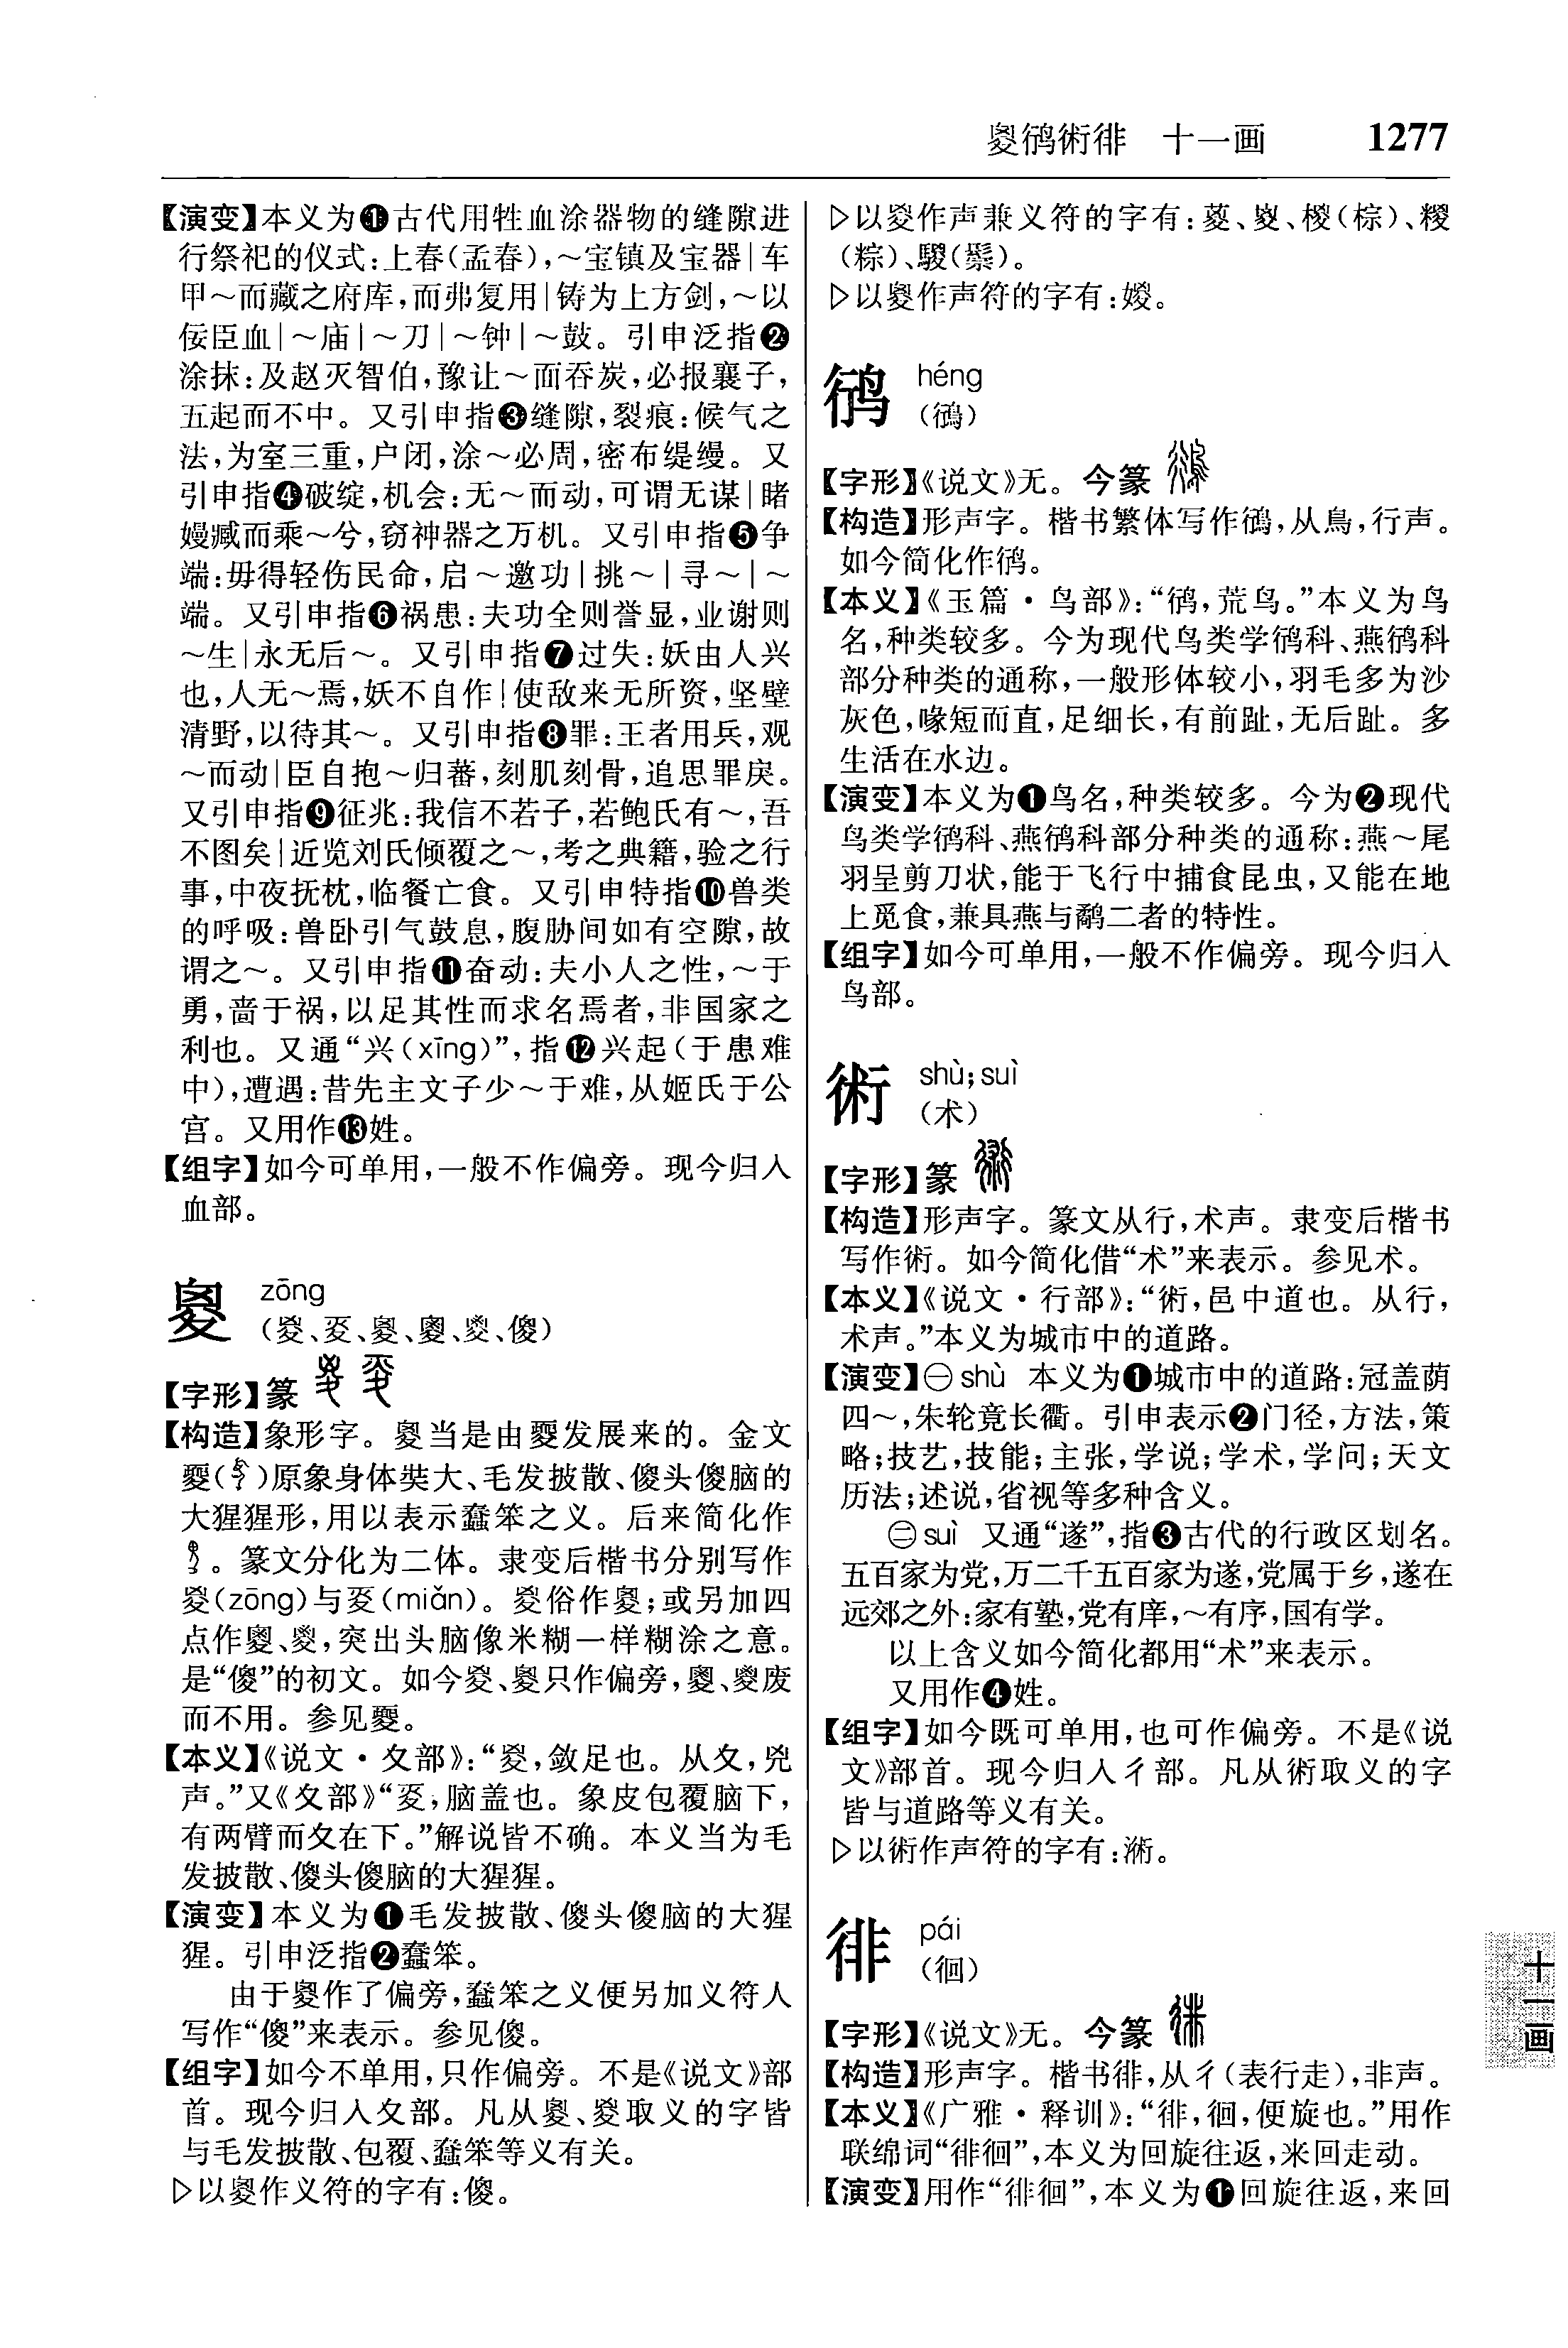 㚇鸻術徘 十一画 1277
【演变】本义为❶古代用牲血涂器物的缝隙进
行祭祀的仪式:上春(孟春),～宝镇及宝器|车
甲～而藏之府库,而弗复用|铸为上方剑,～以
佞臣血|～庙|～刀|～钟|～鼓。引申泛指❷
涂抹:及赵灭智伯,豫让～面吞炭,必报襄子,
五起而不中。又引申指❸缝隙,裂痕:候气之
法,为室三重,户闭,涂～必周,密布缇缦。又
引申指❹破绽,机会:无～而动,可谓无谋|睹
嫚臧而乘～兮,窃神器之万机。又引申指❺争
端:毋得轻伤民命,启～邀功|挑～|寻～|～
端。又引申指❻祸患:夫功全则誉显,业谢则
～生|永无后～。又引申指❼过失:妖由人兴
也,人无～焉,妖不自作|使敌来无所资,坚壁
清野,以待其～。又引申指❽罪:王者用兵,观
～而动|臣自抱～归蕃,刻肌刻骨,追思罪戾。
又引申指❾征兆:我信不若子,若鲍氏有～,吾
不图矣|近览刘氏倾覆之～,考之典籍,验之行
事,中夜抚枕,临餐亡食。又引申特指❿兽类
的呼吸:兽卧引气鼓息,腹胁间如有空隙,故
谓之～。又引申指⓫奋动:夫小人之性,～于
勇,啬于祸,以足其性而求名焉者,非国家之
利也。又通“兴(xīng)”,指⓬兴起(于患难
中),遭遇:昔先主文子少～于难,从姬氏于公
宫。又用作⓭姓。
【组字】如今可单用,一般不作偏旁。现今归入
血部。
zōng
(㚇、㚈、、傻)
【字形】篆
【构造】象形字。当是由夒发展来的。金文
夒()原象身体奘大、毛发披散、傻头傻脑的
大猩猩形,用以表示蠢笨之义。后来简化作
。篆文分化为二体。隶变后楷书分别写作
㚇(zōng)与㚈(miǎn)。㚇俗作;或另加四
点作,突出头脑像米糊一样糊涂之意。
是“傻”的初文。如今㚇、只作偏旁,废
而不用。参见夒。
【本义】《说文·夊部》:“㚇,敛足也。从夊,兇
声。”又《夊部》“㚈,脑盖也。象皮包覆脑下,
有两臂而夊在下。”解说皆不确。本义当为毛
发披散、傻头傻脑的大猩猩。
【演变】本义为❶毛发披散、傻头傻脑的大猩
猩。引申泛指❷蠢笨。
由于作了偏旁,蠢笨之义便另加义符人
写作“傻”来表示。参见傻。
【组字】如今不单用,只作偏旁。不是《说文》部
首。现今归入夊部。凡从、㚇取义的字皆
与毛发披散、包覆、蠢笨等义有关。
▷以作义符的字有:傻。
▷以㚇作声兼义符的字有:葼、嵏、椶(棕)、糉
(粽)、騣(鬃)。
▷以作声符的字有:。
鸻 héng
(鴴)
【字形】《说文》无。今篆
【构造】形声字。楷书繁体写作鴴,从鳥,行声。
如今简化作鸻。
【本义】《玉篇·鸟部》:“鸻,荒鸟。”本义为鸟
名,种类较多。今为现代鸟类学鸻科、燕鸻科
部分种类的通称,一般形体较小,羽毛多为沙
灰色,喙短而直,足细长,有前趾,无后趾。多
生活在水边。
【演变】本义为❶鸟名,种类较多。今为❷现代
鸟类学鸻科、燕鸻科部分种类的通称:燕～尾
羽呈剪刀状,能于飞行中捕食昆虫,又能在地
上觅食,兼具燕与鹬二者的特性。
【组字】如今可单用,一般不作偏旁。现今归入
鸟部。
術 shù;suì
(术)
【字形】篆
【构造】形声字。篆文从行,术声。隶变后楷书
写作術。如今简化借“术”来表示。参见术。
【本义】《说文·行部》:“術,邑中道也。从行,
术声。”本义为城市中的道路。
【演变】㊀shù 本义为❶城市中的道路:冠盖荫
四～,朱轮竟长衢。引申表示❷门径,方法,策
略;技艺,技能;主张,学说;学术,学问;天文
历法;述说,省视等多种含义。
㊁suì 又通“遂”,指❸古代的行政区划名。
五百家为党,万二千五百家为遂,党属于乡,遂在
远郊之外:家有塾,党有庠,～有序,国有学。
以上含义如今简化都用“术”来表示。
又用作❹姓。
【组字】如今既可单用,也可作偏旁。不是《说
文》部首。现今归入彳部。凡从術取义的字
皆与道路等义有关。
▷以術作声符的字有:潏。
徘 pái
(徊)
【字形】《说文》无。今篆
【构造】形声字。楷书徘,从彳(表行走),非声。
【本义】《广雅·释训》:“徘,徊,便旋也。”用作
联绵词“徘徊”,本义为回旋往返,来回走动。
【演变】用作“徘徊”,本义为❶回旋往返,来回
十一画